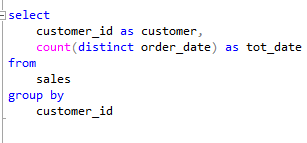 select
customer_id as customer,
count(distinct order_date) as tot_date
from
sales
group by
customer_id